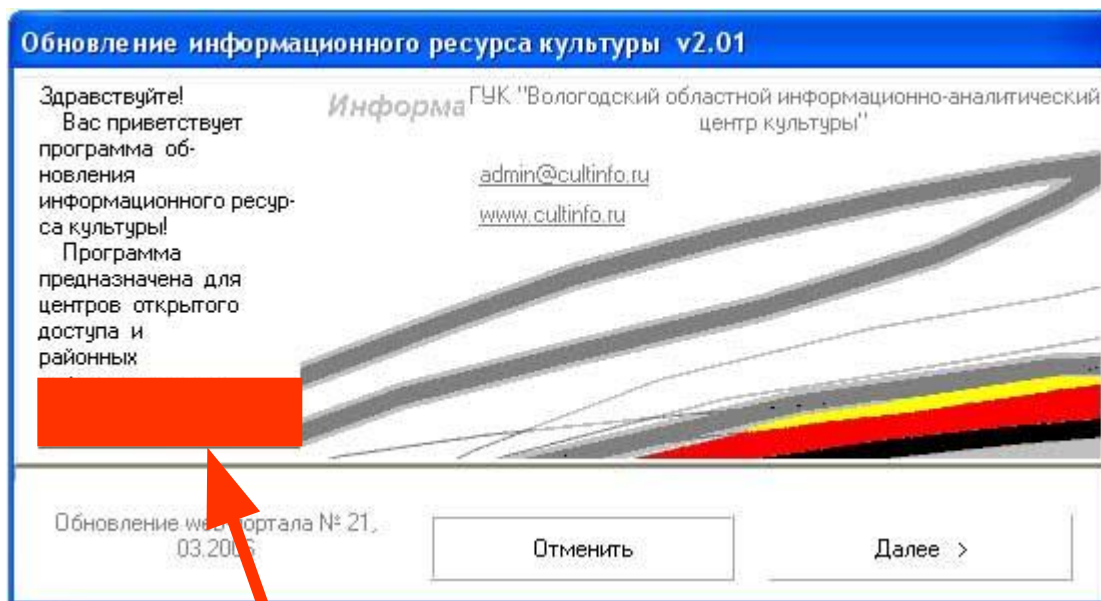 Обновление информационного ресурса культуры v2.01
Здравствуйте!
Вас приветствует
программа об-
новления
информационного ресур-
са культуры!
Программа
предназначена для
центров открытого
доступа и
районных
Информа
ГУК "Вологодский областной информационно-аналитический
центр культуры"
admin@cultinfo.ru
www.cultinfo.ru
Обновление web-портала № 21,
03.2006
Отменить
Далее >